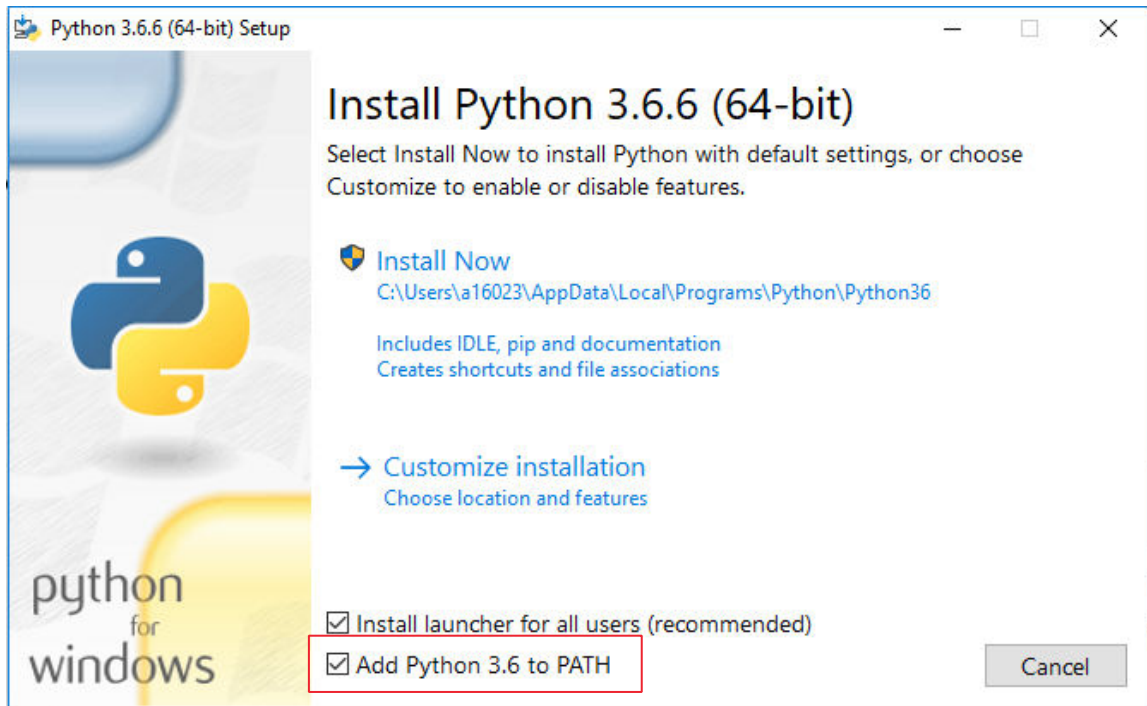 Python 3.6.6 (64-bit) Setup
Install Python 3.6.6 (64-bit)
Select Install Now to install Python with default settings, or choose
Customize to enable or disable features.
Install Now
C:\Users\a16023\AppData\Local\Programs\Python\Python36
Includes IDLE, pip and documentation
Creates shortcuts and file associations
Customize installation
Choose location and features
python
for
windows
Install launcher for all users (recommended)
Add Python 3.6 to PATH
Cancel